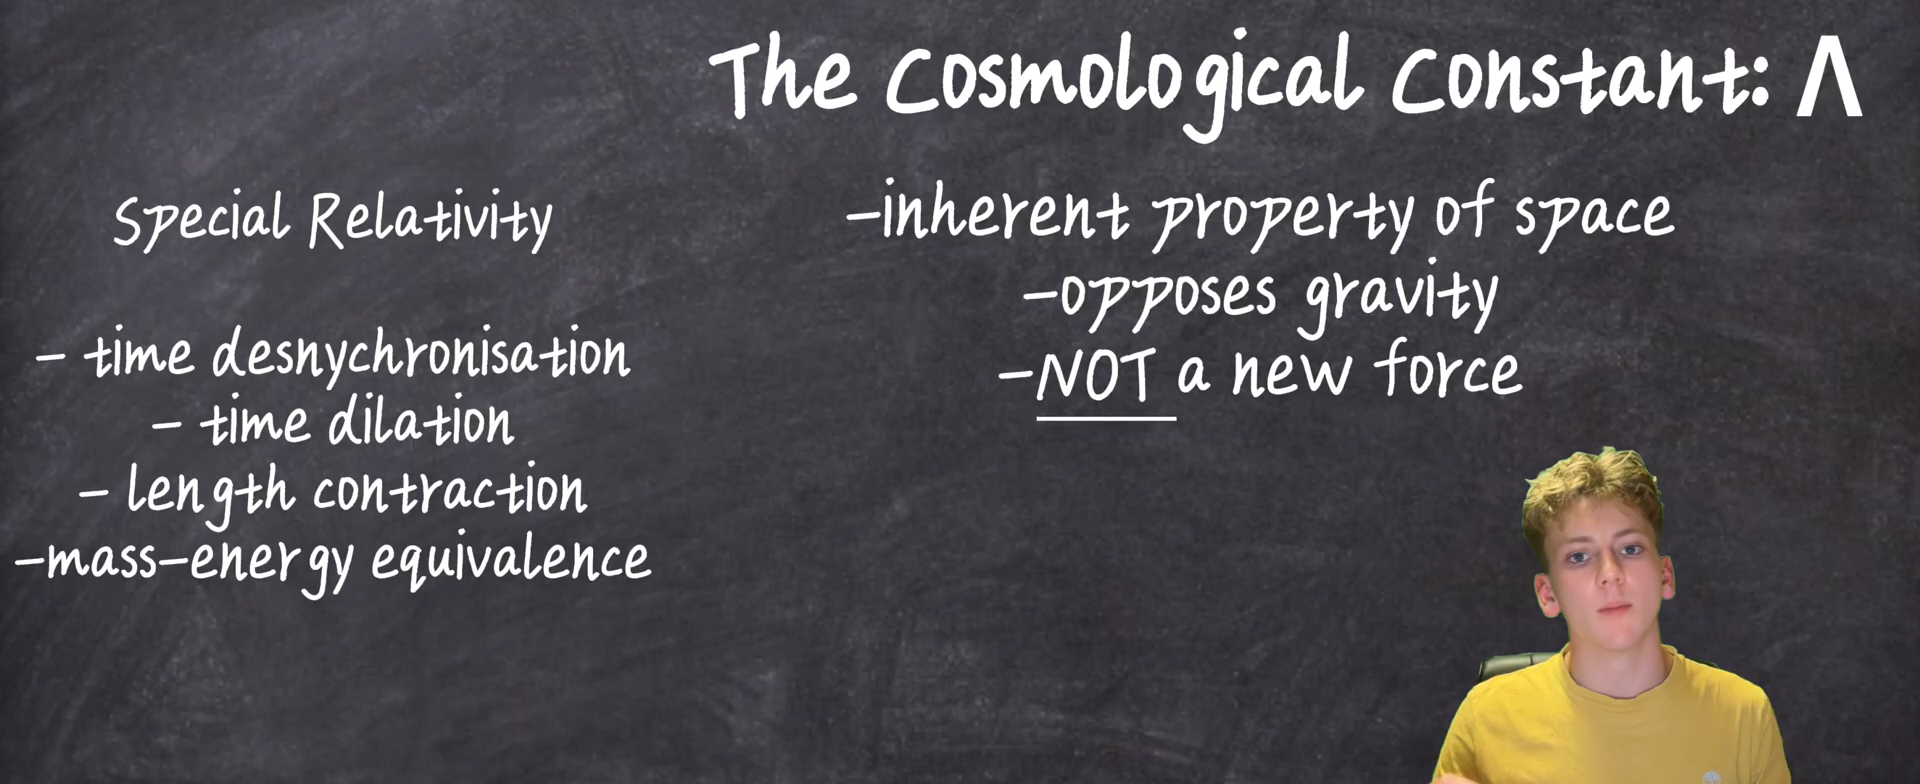 The Cosmological Constant: Λ
Special Relativity
- time desnychronisation
- time dilation
- length contraction
-mass-energy equivalence
-inherent property of space
-opposes gravity
-NOT a new force